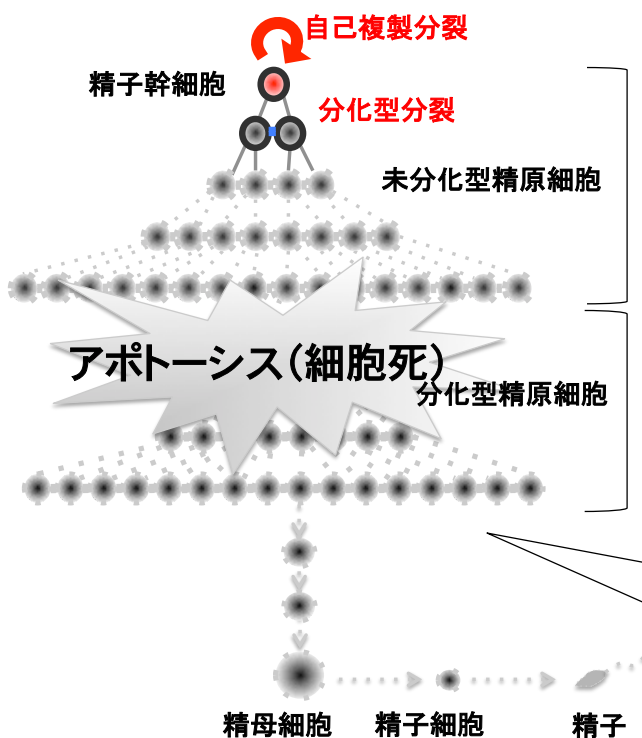 自己複製分裂
精子幹細胞
分化型分裂
未分化型精原細胞
アポトーシス(細胞死)
分化型精原細胞
精母細胞
精子細胞
精子